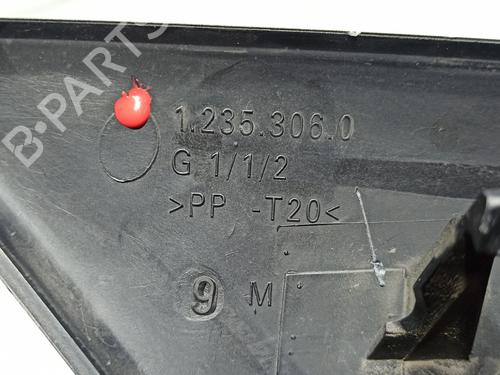 B-PARTS
1.235.306.0
G 1/1/2
>PP -T20<
9 M